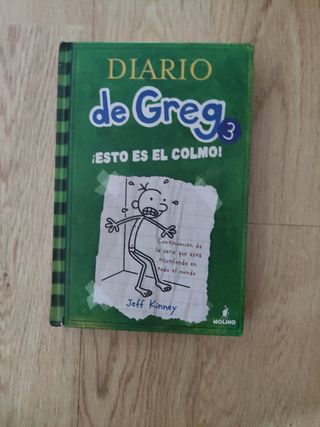 DIARIO
de Greg 3
¡ESTO ES EL COLMO!
Continuación de
la serie que está
triunfando en
todo el mundo
Jeff Kinney
MOLINO